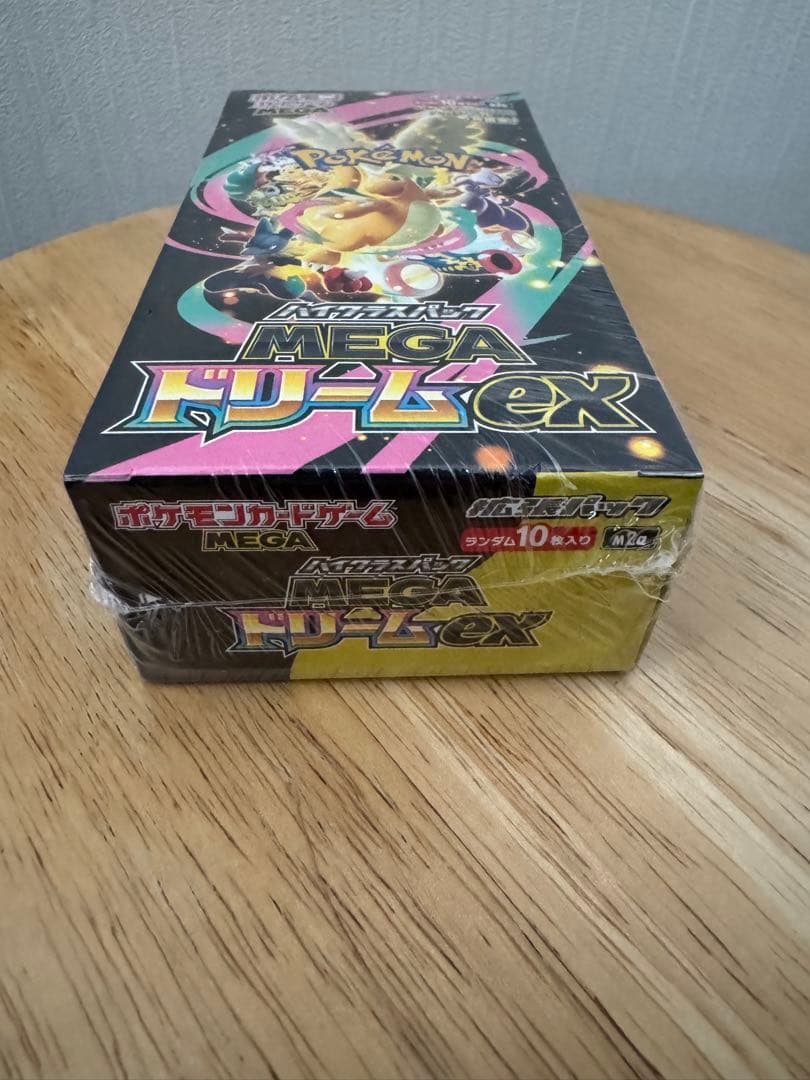 MEGA
POKÉMON
ハイクラスパック
MEGA
ドリームex
ポケモンカードゲーム
MEGA
拡張パック
ランダム10枚入り
M2a
ハイクラスパック
MEGA
ドリームex